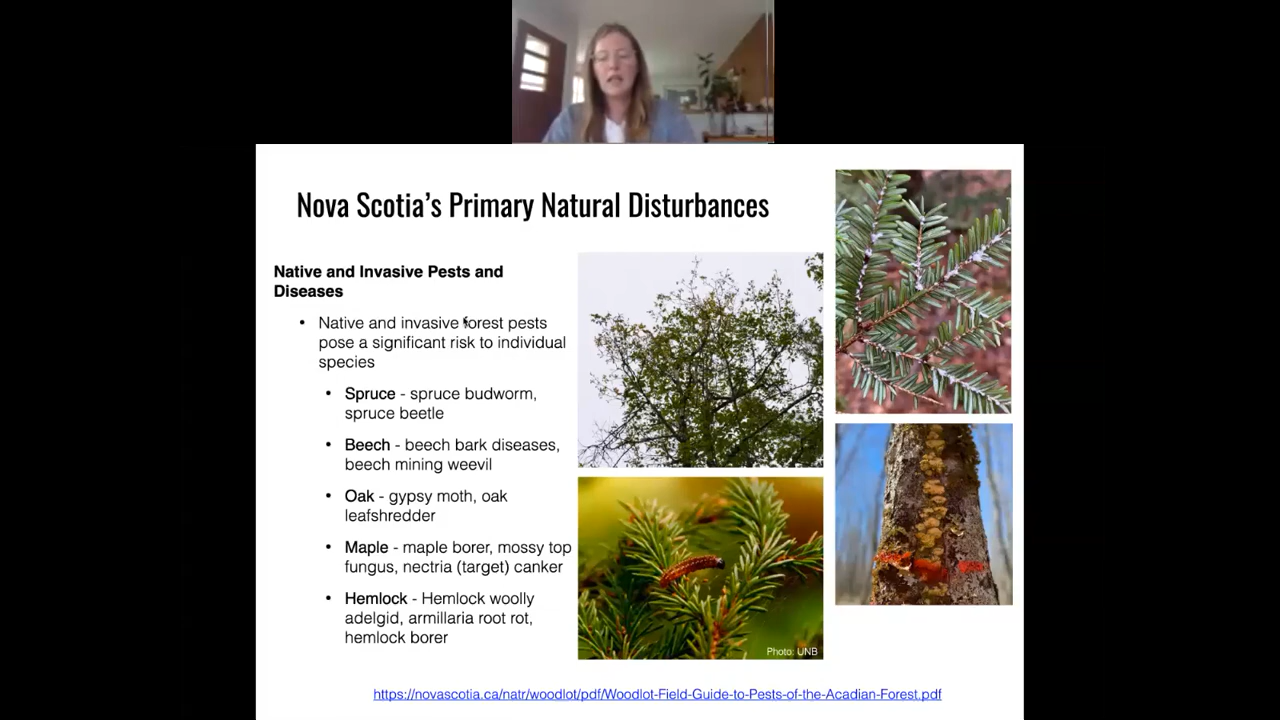 Nova Scotia's Primary Natural Disturbances
Native and Invasive Pests and
Diseases
• Native and invasive forest pests
pose a significant risk to individual
species
• Spruce - spruce budworm,
spruce beetle
• Beech - beech bark diseases,
beech mining weevil
• Oak - gypsy moth, oak
leafshredder
• Maple - maple borer, mossy top
fungus, nectria (target) canker
• Hemlock - Hemlock woolly
adelgid, armillaria root rot,
hemlock borer
Photo: UNB
https://novascotia.ca/natr/woodlot/pdf/Woodlot-Field-Guide-to-Pests-of-the-Acadian-Forest.pdf